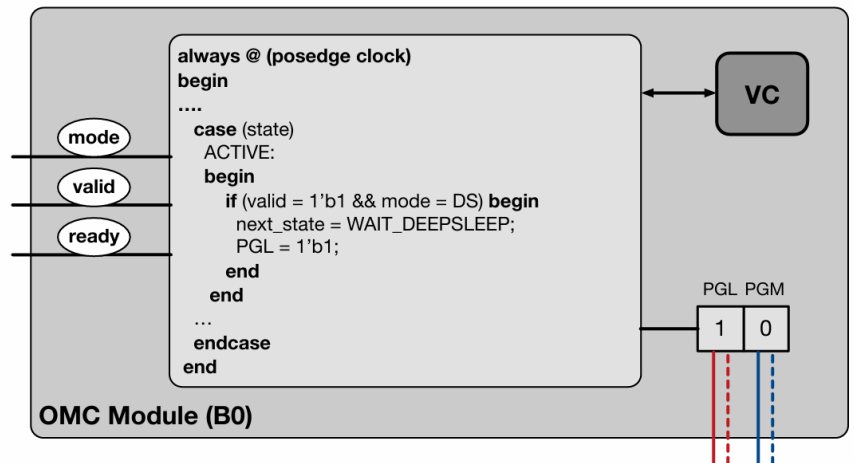 always @ (posedge clock)
begin
....
case (state)
ACTIVE:
begin
if (valid = 1’b1 && mode = DS) begin
next_state = WAIT_DEEPSLEEP;
PGL = 1’b1;
end
end
...
endcase
end
mode
valid
ready
VC
PGL PGM
1 0
OMC Module (B0)